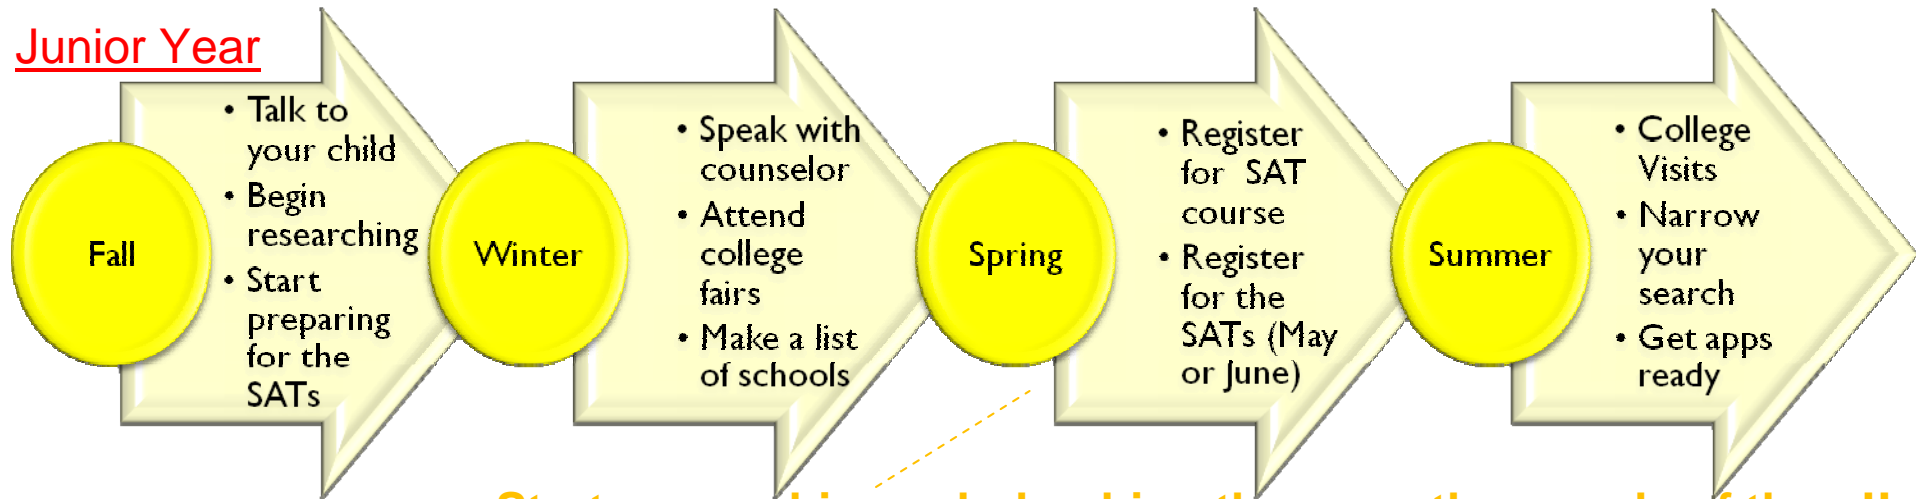 Junior Year
Fall
• Talk to
your child
• Begin
researching
• Start
preparing
for the
SATs
Winter
• Speak with
counselor
• Attend
college
fairs
• Make a list
of schools
Spring
• Register
for SAT
course
• Register
for the
SATs (May
or June)
Summer
• College
Visits
• Narrow
your
search
• Get apps
ready